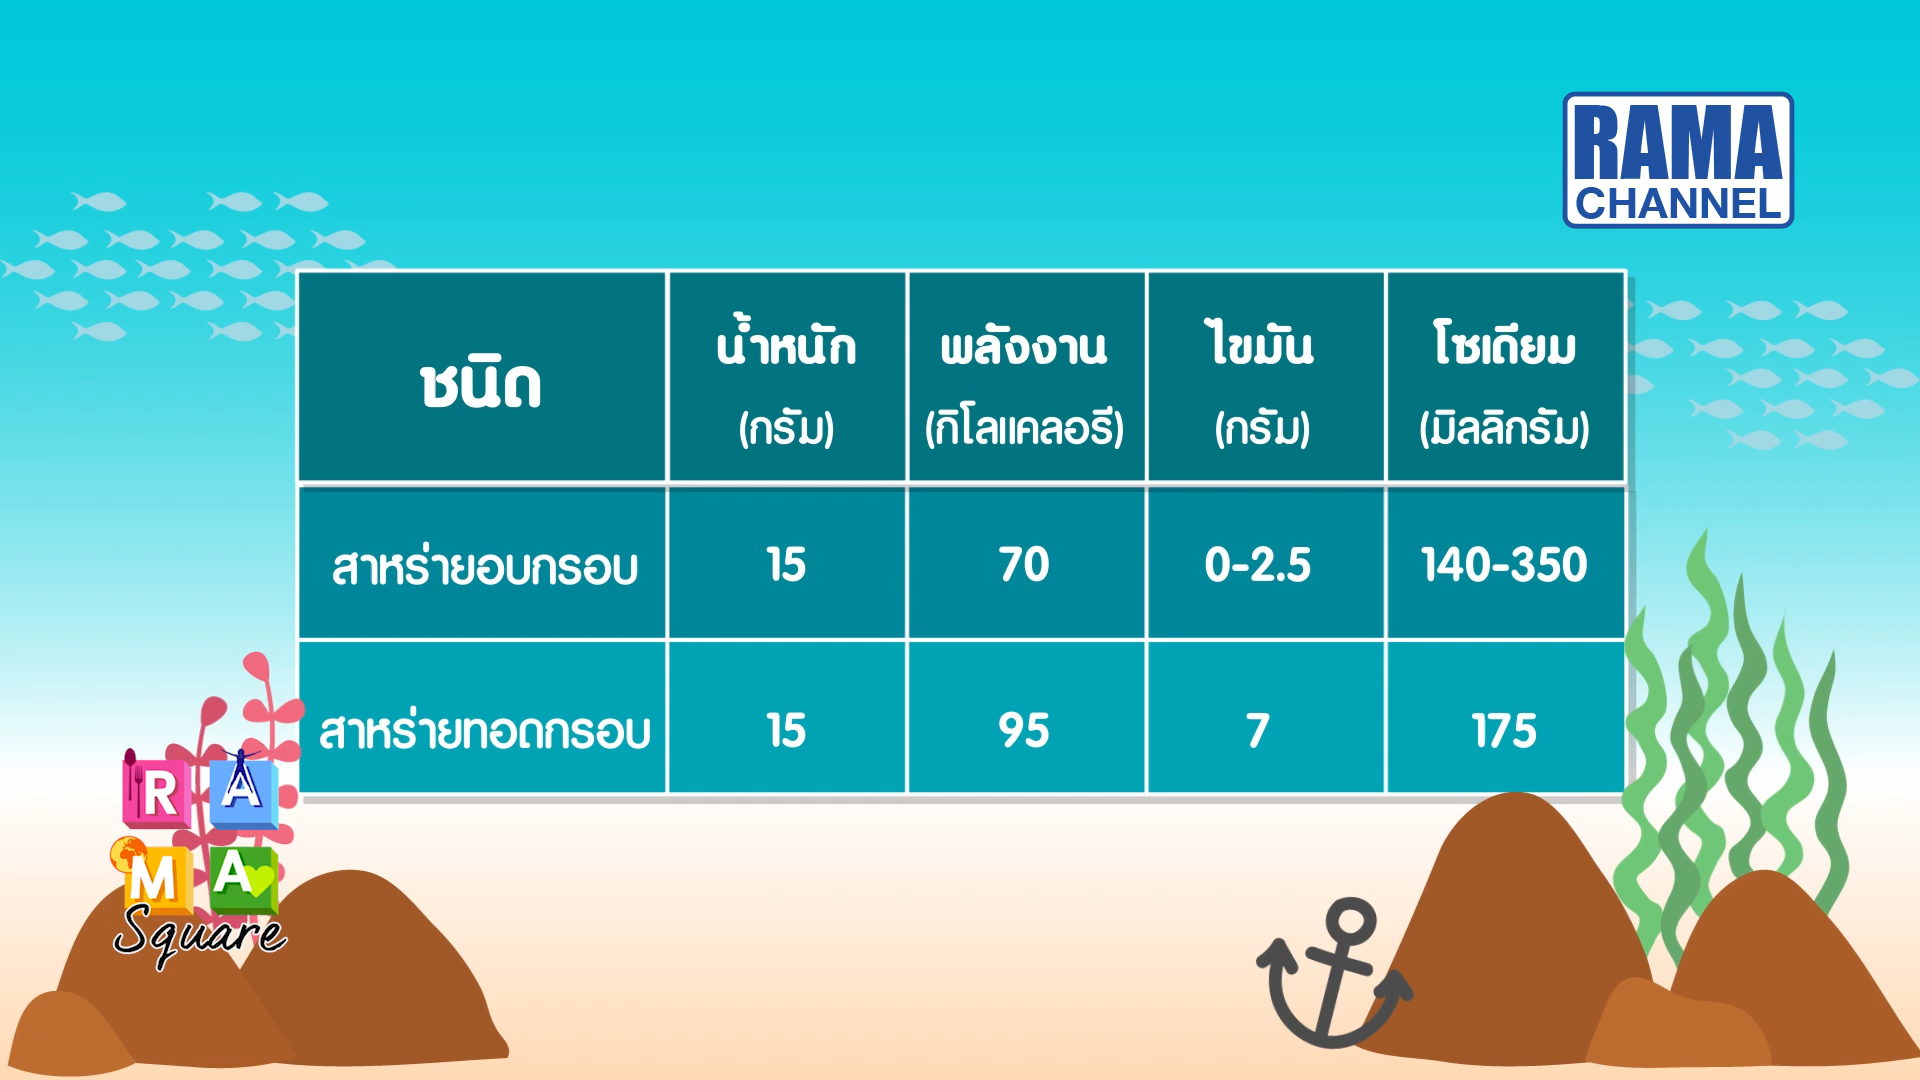 RAMA
CHANNEL
ชนิด น้ำหนัก (กรัม) พลังงาน (กิโลแคลอรี) ไขมัน (กรัม) โซเดียม (มิลลิกรัม)
สาหร่ายอบกรอบ 15 70 0-2.5 140-350
สาหร่ายทอดกรอบ 15 95 7 175
RA
MA
Square